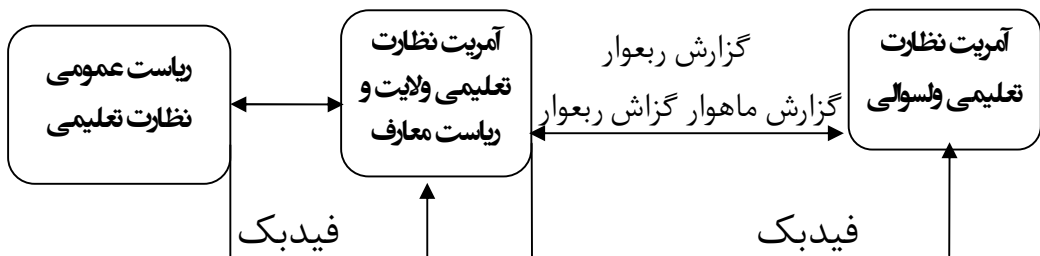 آمریت نظارت
تعلیمی ولسوالی
گزارش ربعوار
گزارش ماهوار گزاش ربعوار
آمریت نظارت
تعلیمی ولایت و
ریاست معارف
ریاست عمومی
نظارت تعلیمی
فیدبک
فیدبک